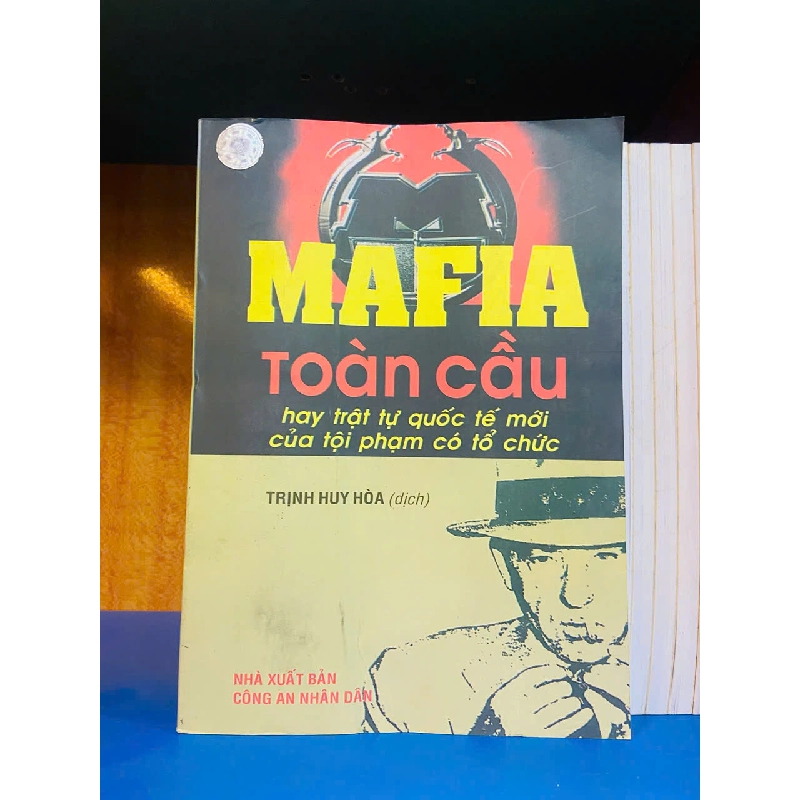 MAFIA
Toàn cầu
hay trật tự quốc tế mới
của tội phạm có tổ chức
TRỊNH HUY HÒA (dịch)
NHÀ XUẤT BẢN
CÔNG AN NHÂN DÂN